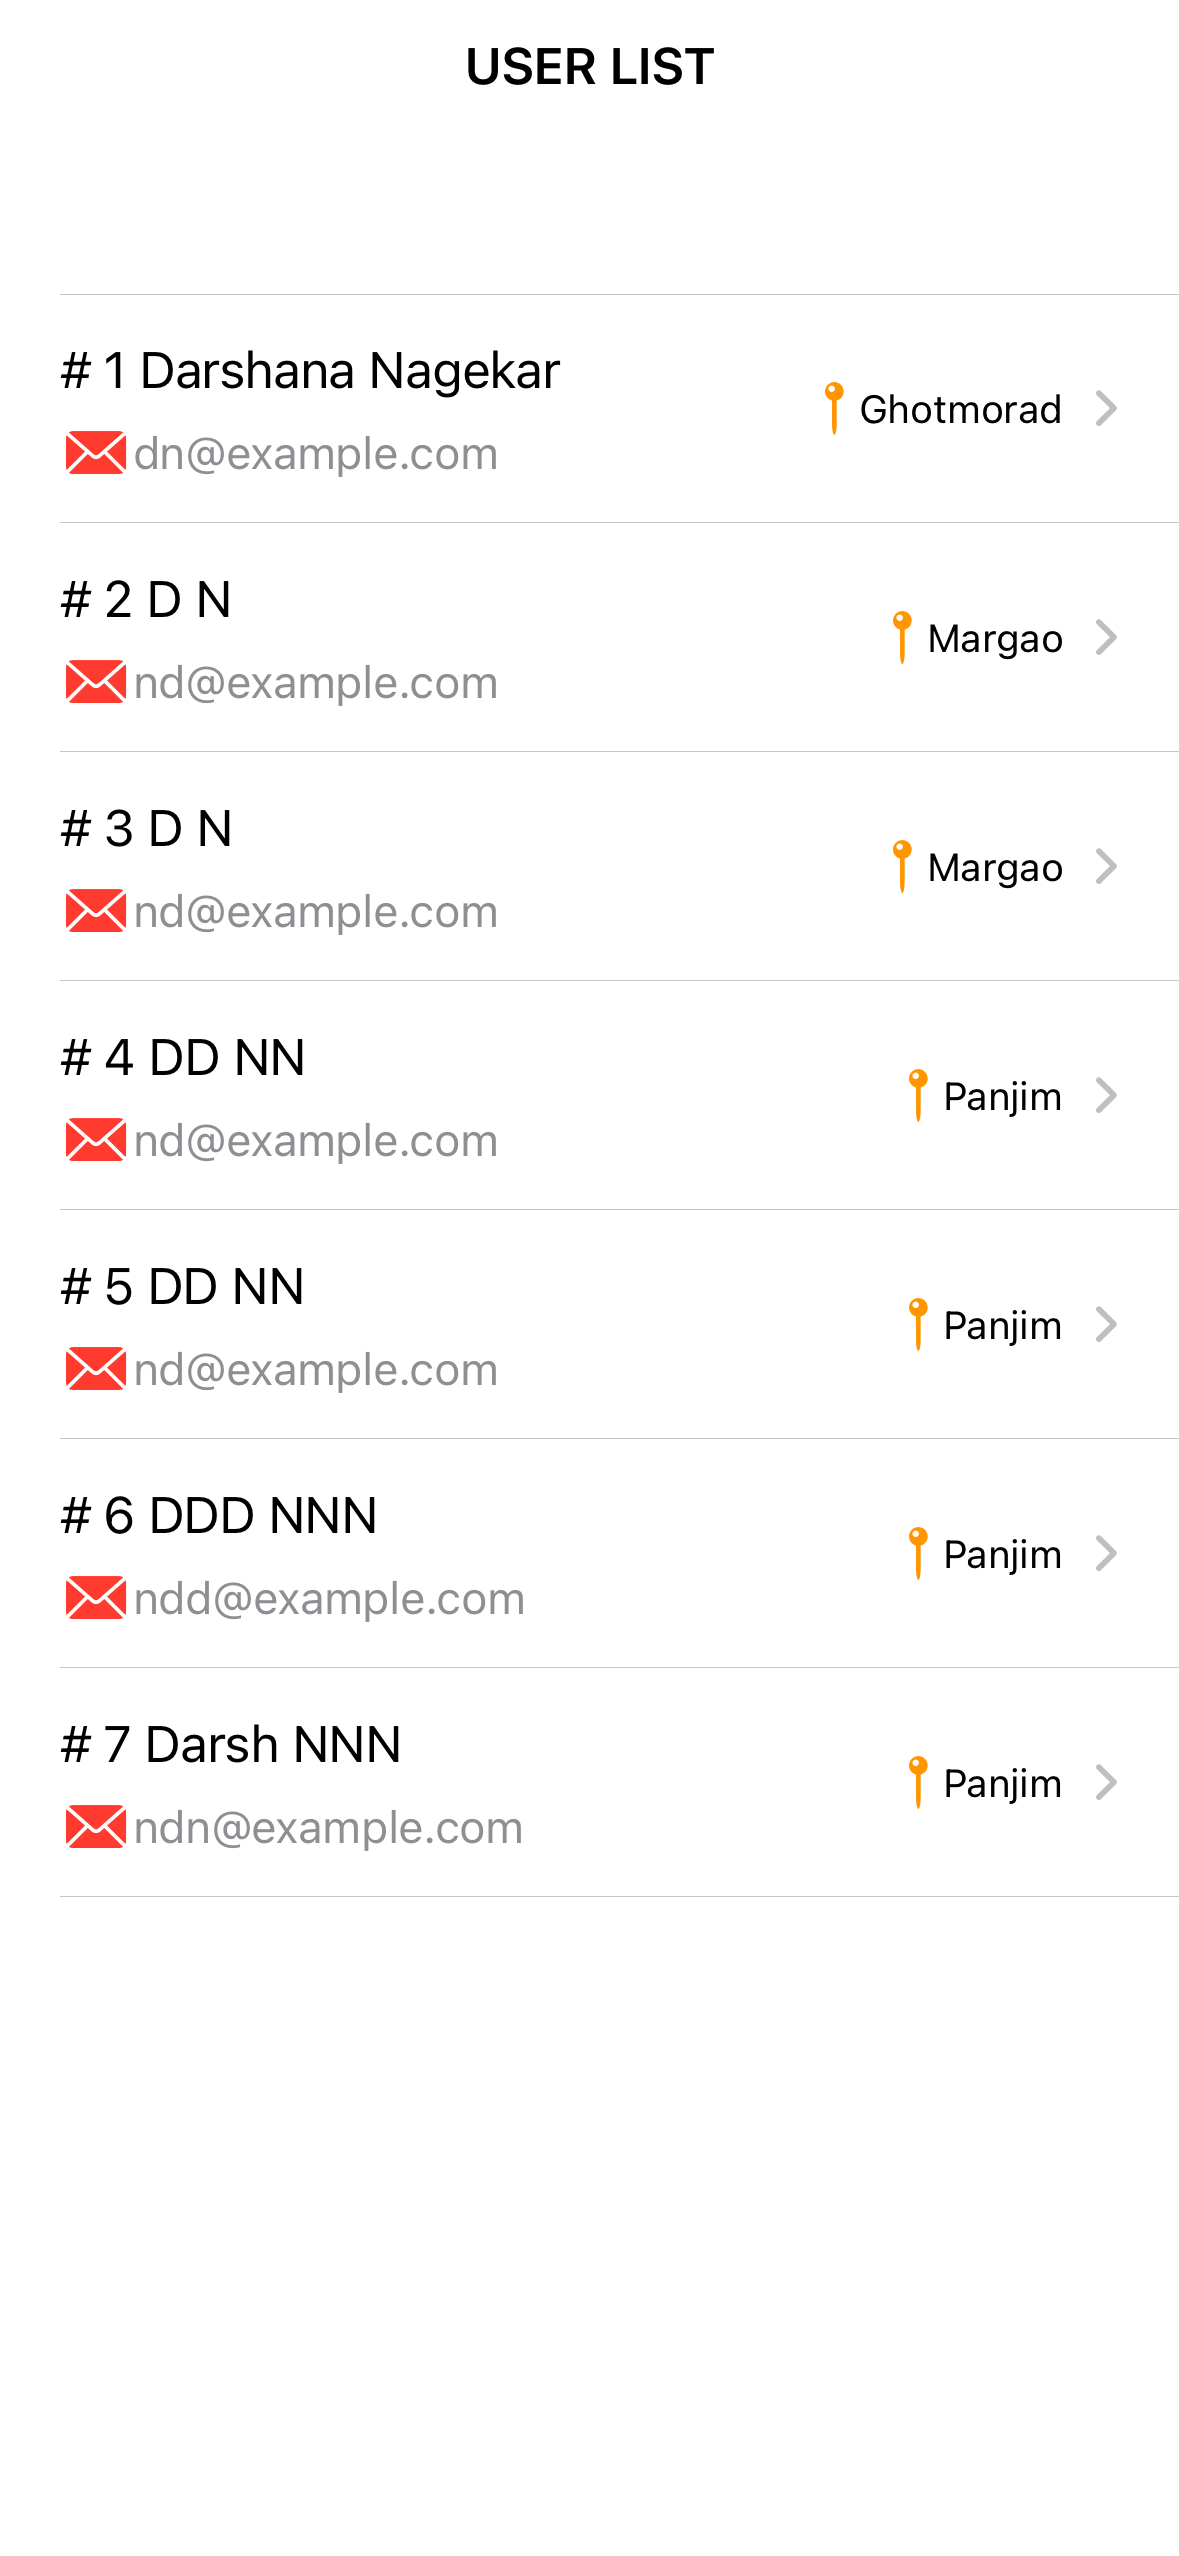 USER LIST
# 1 Darshana Nagekar
Ghotmorad
dn@example.com
# 2 D N
Margao
nd@example.com
# 3 D N
Margao
nd@example.com
# 4 DD NN
Panjim
nd@example.com
# 5 DD NN
Panjim
nd@example.com
# 6 DDD NNN
Panjim
ndd@example.com
# 7 Darsh NNN
Panjim
ndn@example.com